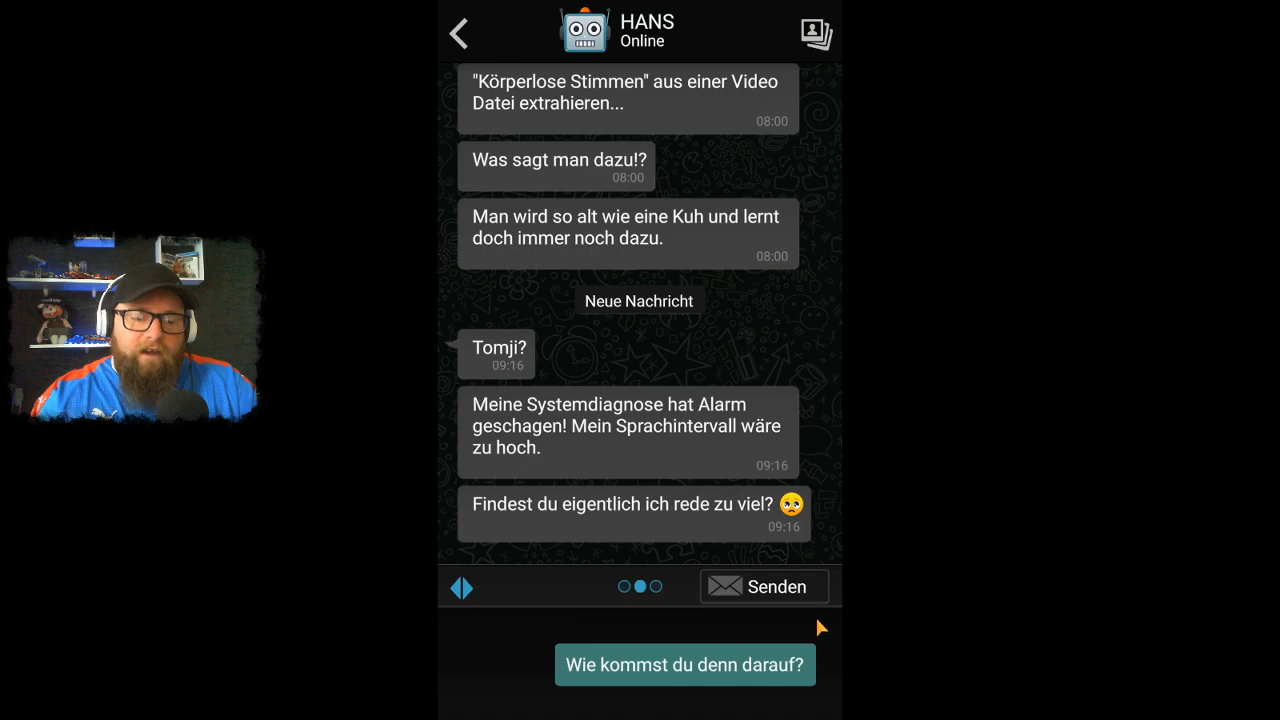 HANS
Online
"Körperlose Stimmen" aus einer Video
Datei extrahieren...
08:00
Was sagt man dazu!?
08:00
Man wird so alt wie eine Kuh und lernt
doch immer noch dazu.
08:00
Neue Nachricht
Tomji?
09:16
Meine Systemdiagnose hat Alarm
geschagen! Mein Sprachintervall wäre
zu hoch.
09:16
Findest du eigentlich ich rede zu viel? 🥺
09:16
Senden
Wie kommst du denn darauf?